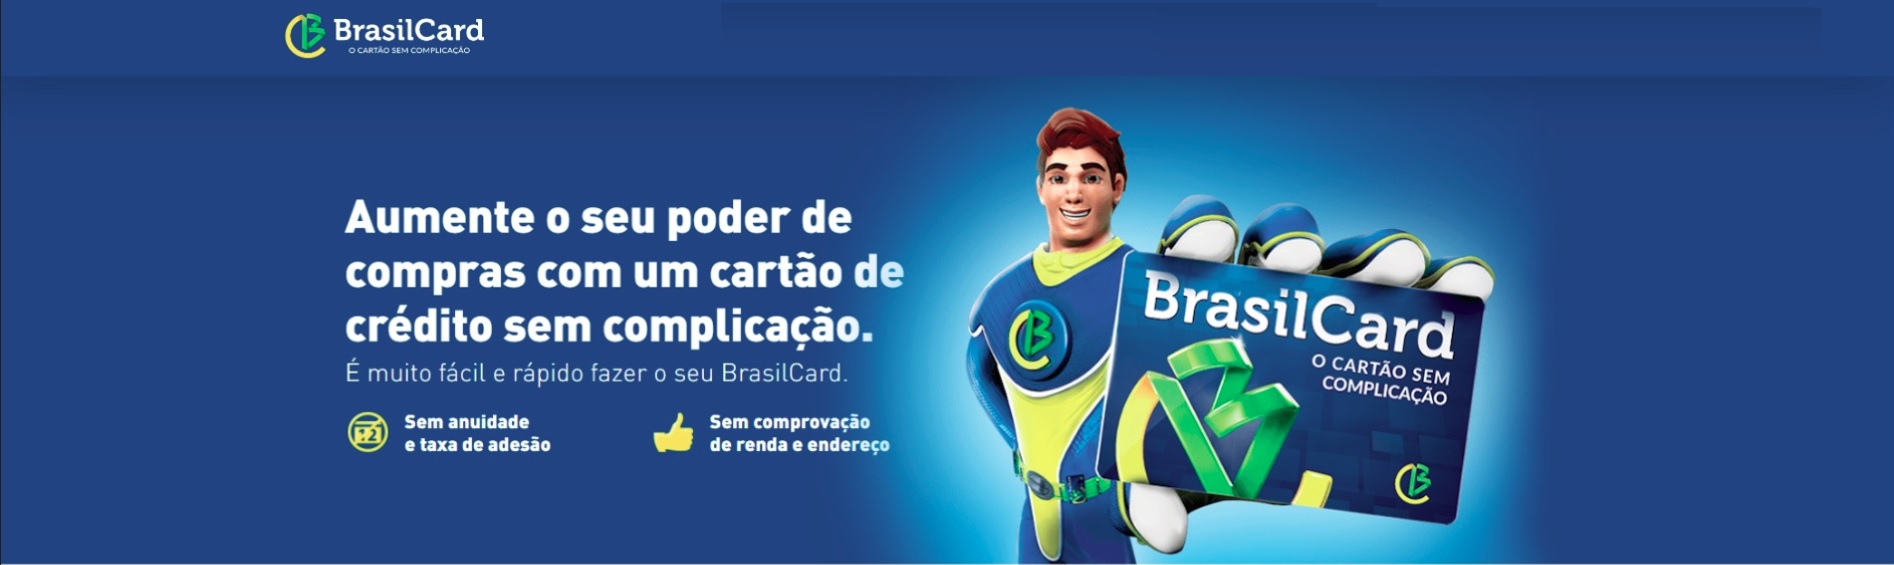 BrasilCard
O CARTÃO SEM COMPLICAÇÃO
Aumente o seu poder de
compras com um cartão de
crédito sem complicação.
É muito fácil e rápido fazer o seu BrasilCard.
Sem anuidade
e taxa de adesão
Sem comprovação
de renda e endereço
BrasilCard
O CARTÃO SEM
COMPLICAÇÃO